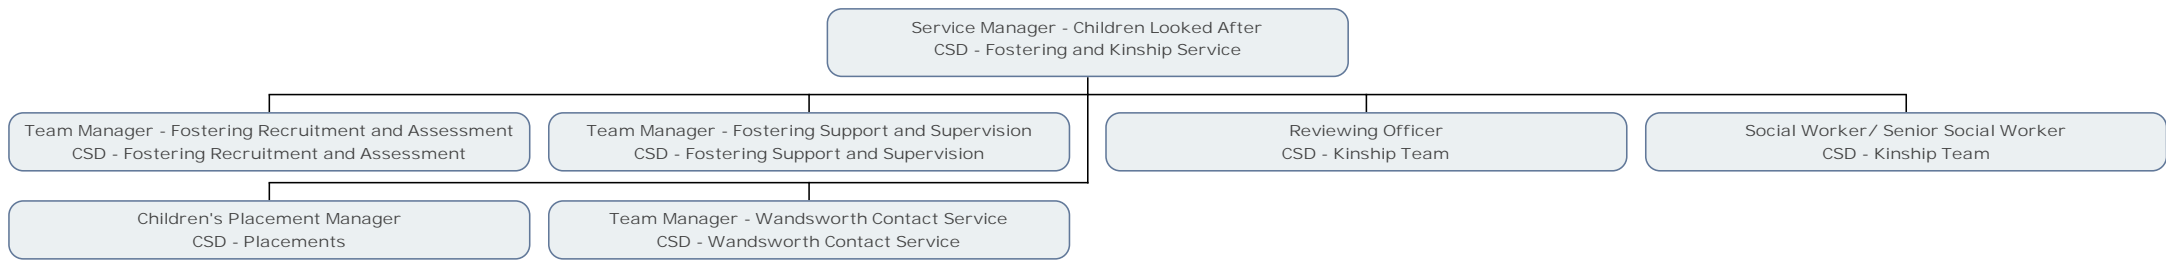 Service Manager - Children Looked After
CSD - Fostering and Kinship Service
Team Manager - Fostering Recruitment and Assessment
CSD - Fostering Recruitment and Assessment
Team Manager - Fostering Support and Supervision
CSD - Fostering Support and Supervision
Reviewing Officer
CSD - Kinship Team
Social Worker/ Senior Social Worker
CSD - Kinship Team
Children's Placement Manager
CSD - Placements
Team Manager - Wandsworth Contact Service
CSD - Wandsworth Contact Service